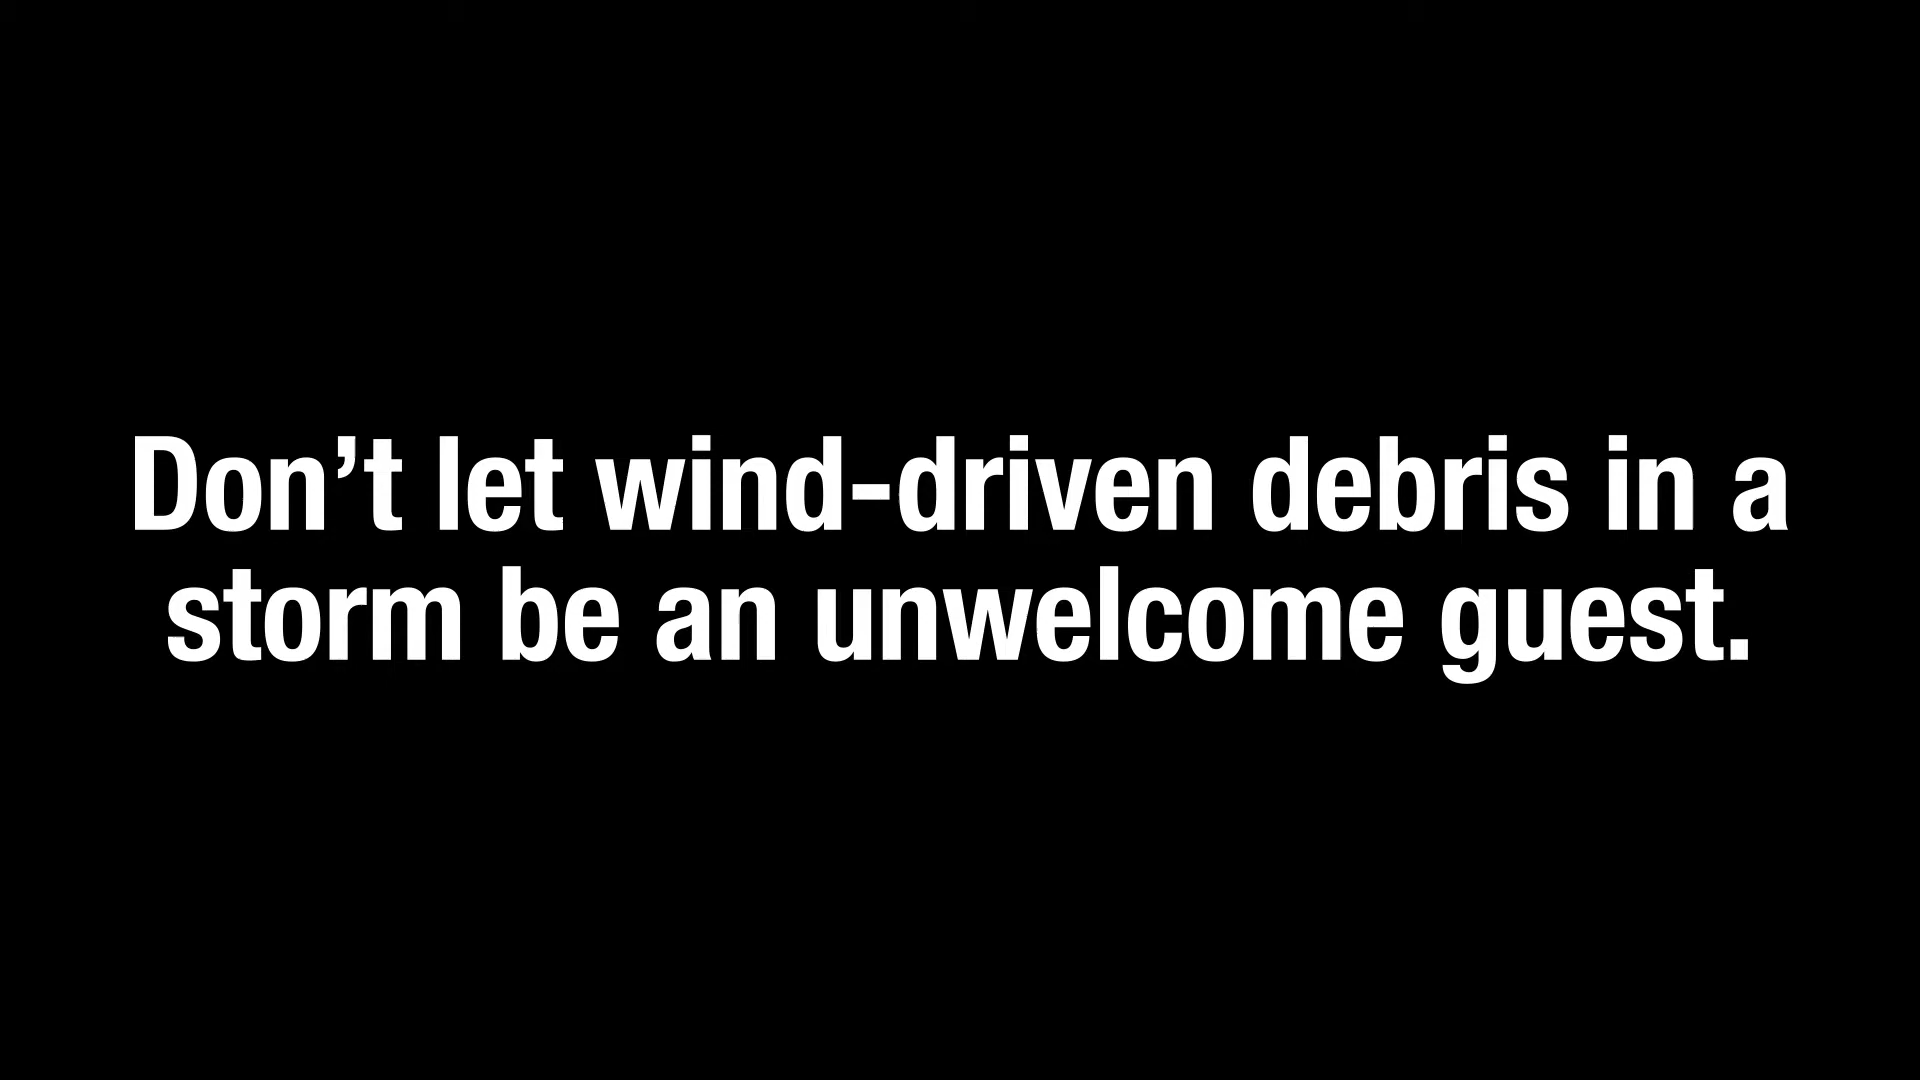 Don’t let wind-driven debris in a
storm be an unwelcome guest.